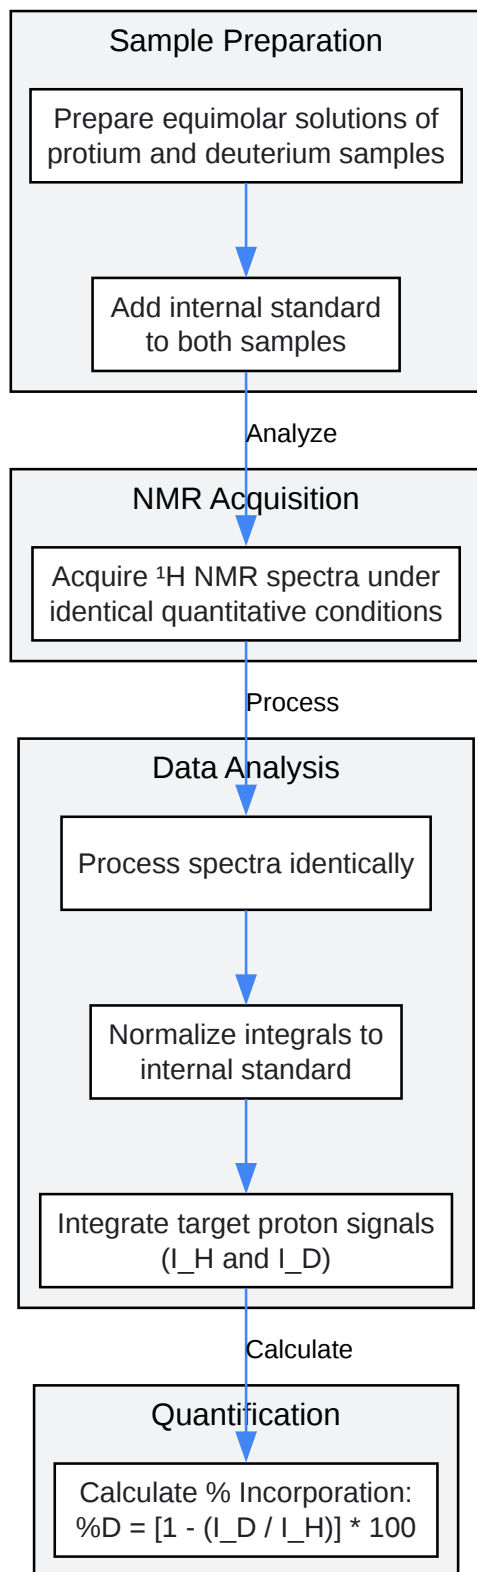 Sample Preparation
Prepare equimolar solutions of
protium and deuterium samples
Add internal standard
to both samples
Analyze
NMR Acquisition
Acquire ¹H NMR spectra under
identical quantitative conditions
Process
Data Analysis
Process spectra identically
Normalize integrals to
internal standard
Integrate target proton signals
(I_H and I_D)
Calculate
Quantification
Calculate % Incorporation:
%D = [1 - (I_D / I_H)] * 100